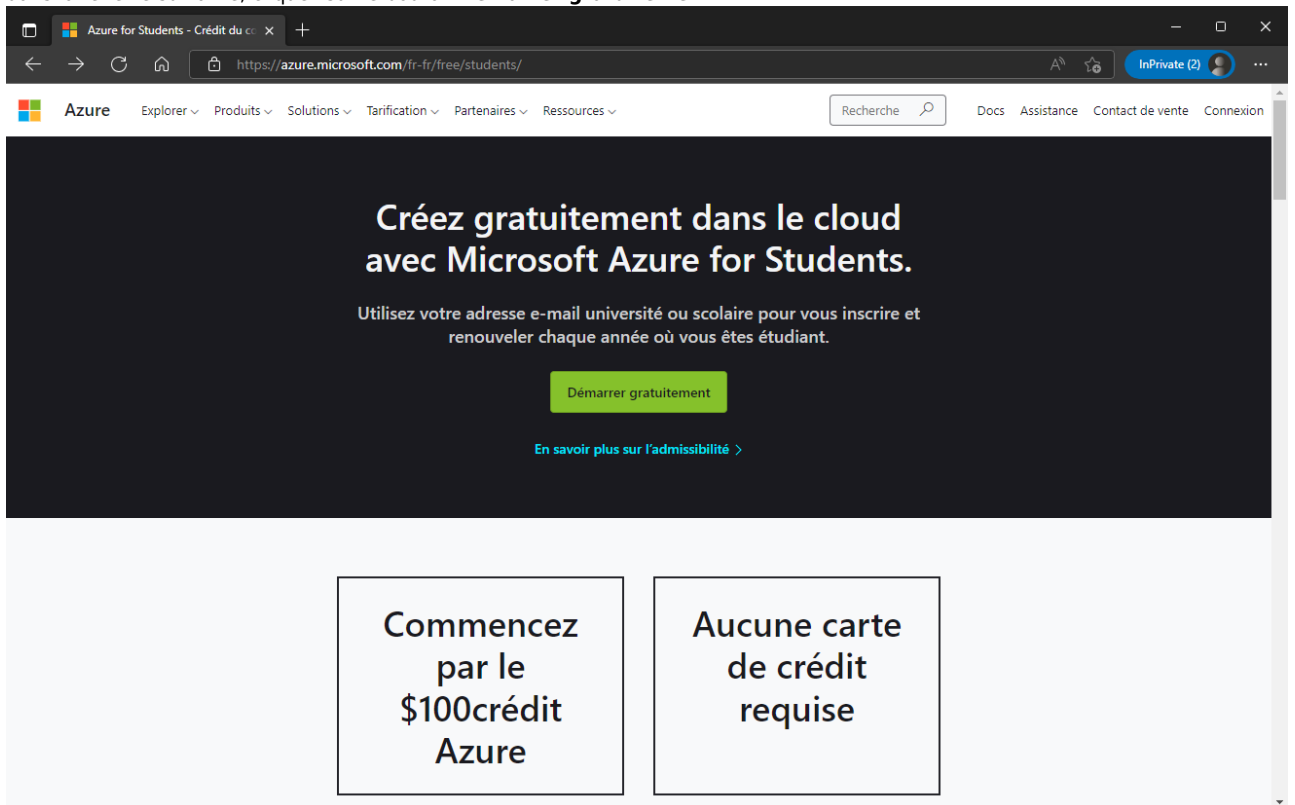 Azure for Students - Crédit du co
https://azure.microsoft.com/fr-fr/free/students/
InPrivate (2)
Azure Explorer Produits Solutions Tarification Partenaires Ressources Recherche Docs Assistance Contact de vente Connexion
Créez gratuitement dans le cloud
avec Microsoft Azure for Students.
Utilisez votre adresse e-mail université ou scolaire pour vous inscrire et
renouveler chaque année où vous êtes étudiant.
Démarrer gratuitement
En savoir plus sur l'admissibilité
Commencez
par le
$100crédit
Azure
Aucune carte
de crédit
requise